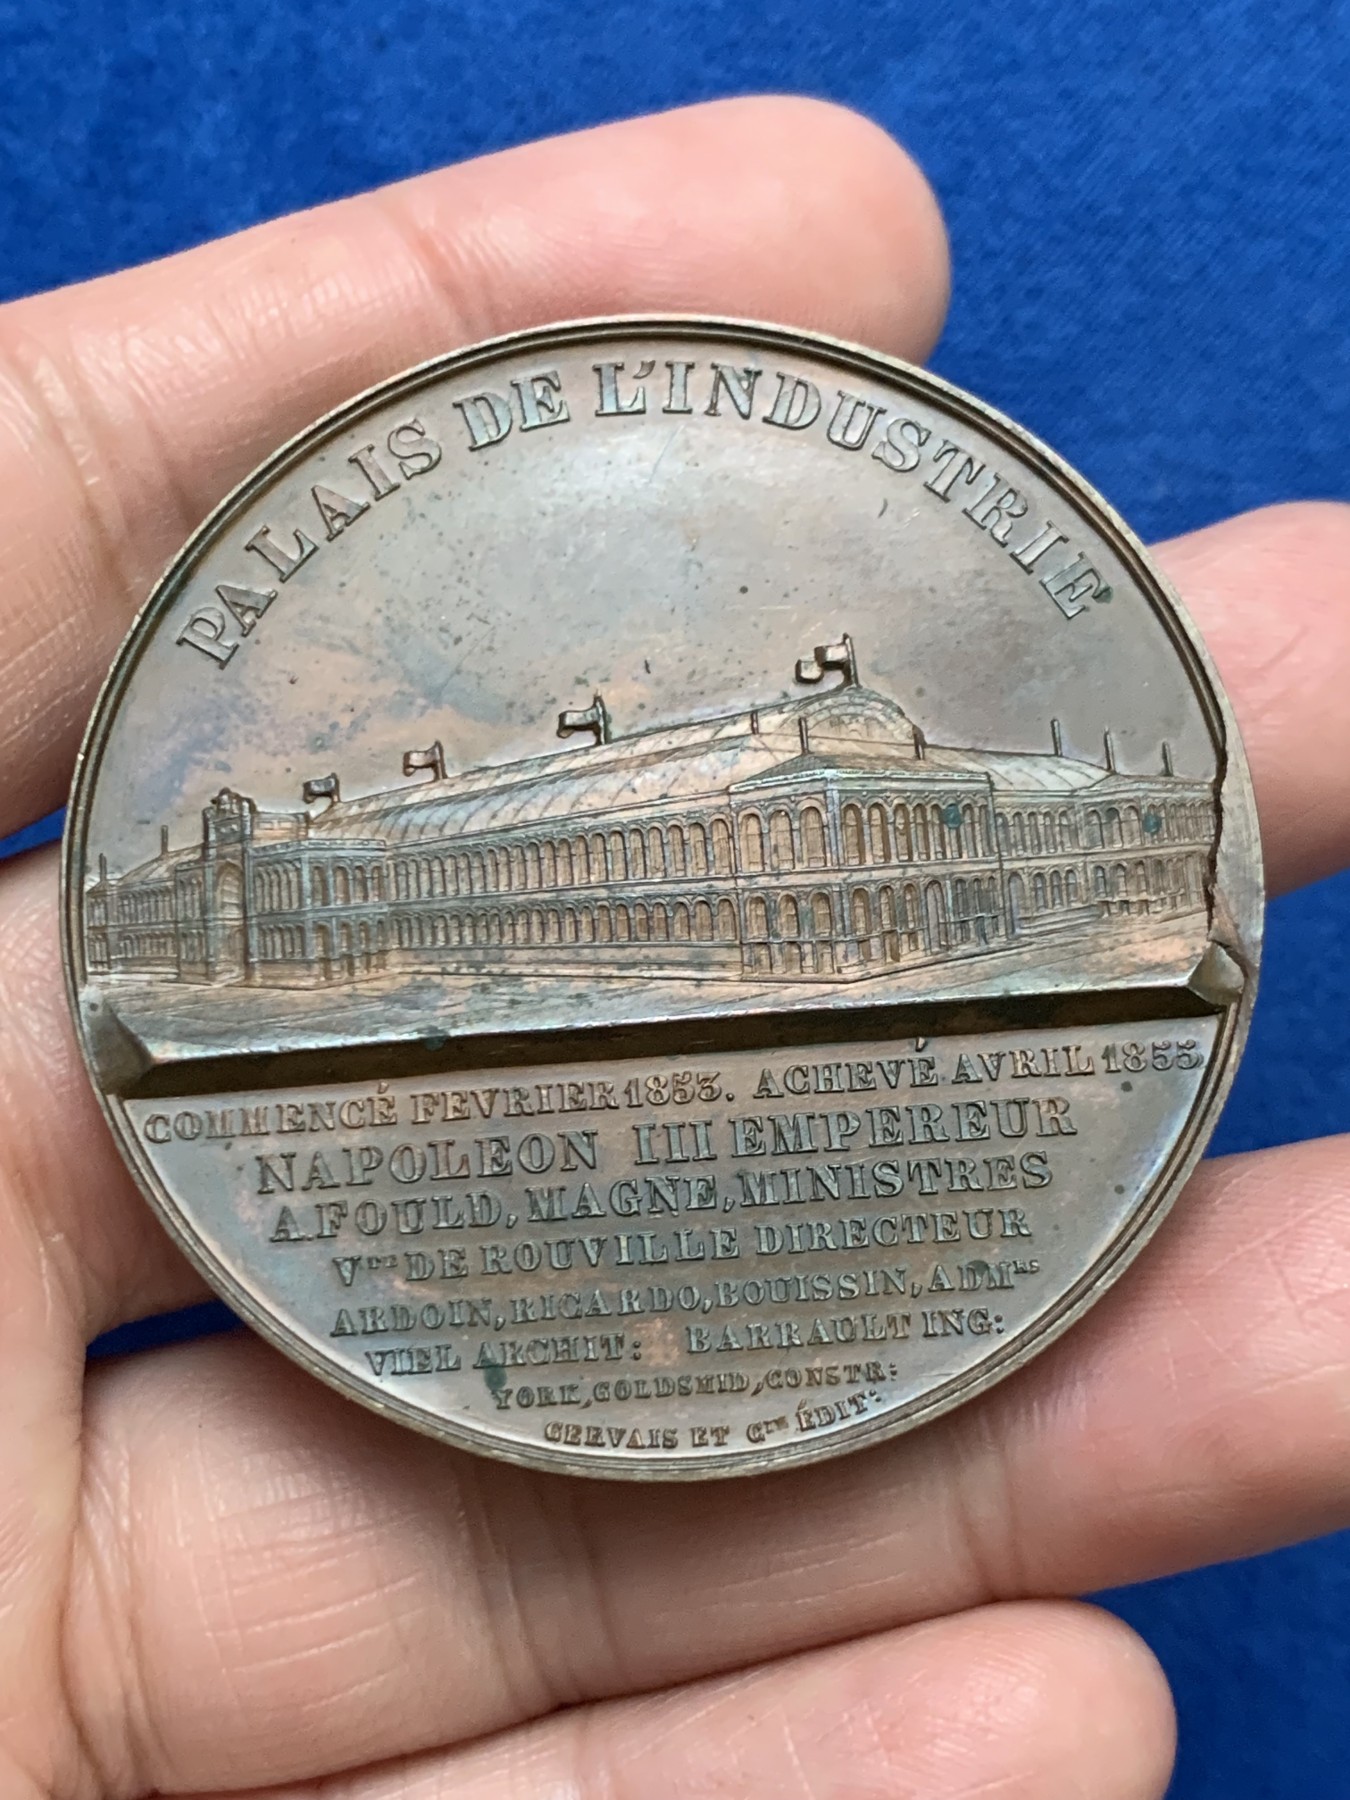 PALAIS DE L'INDUSTRIE
COMMENCÉ FEVRIER 1853. ACHEVÉ AVRIL 1855
NAPOLEON III EMPEREUR
A. FOULD, MAGNE, MINISTRES
Vᵗᵉ DE ROUVILLE DIRECTEUR
ARDOIN, RICARDO, BOUISSIN, ADMᴿˢ
VIEL ARCHIT: BARRAULT ING:
YORK, GOLDSMID, CONSTR:
GERVAIS ET Cᴵᴱ ÉDIT: